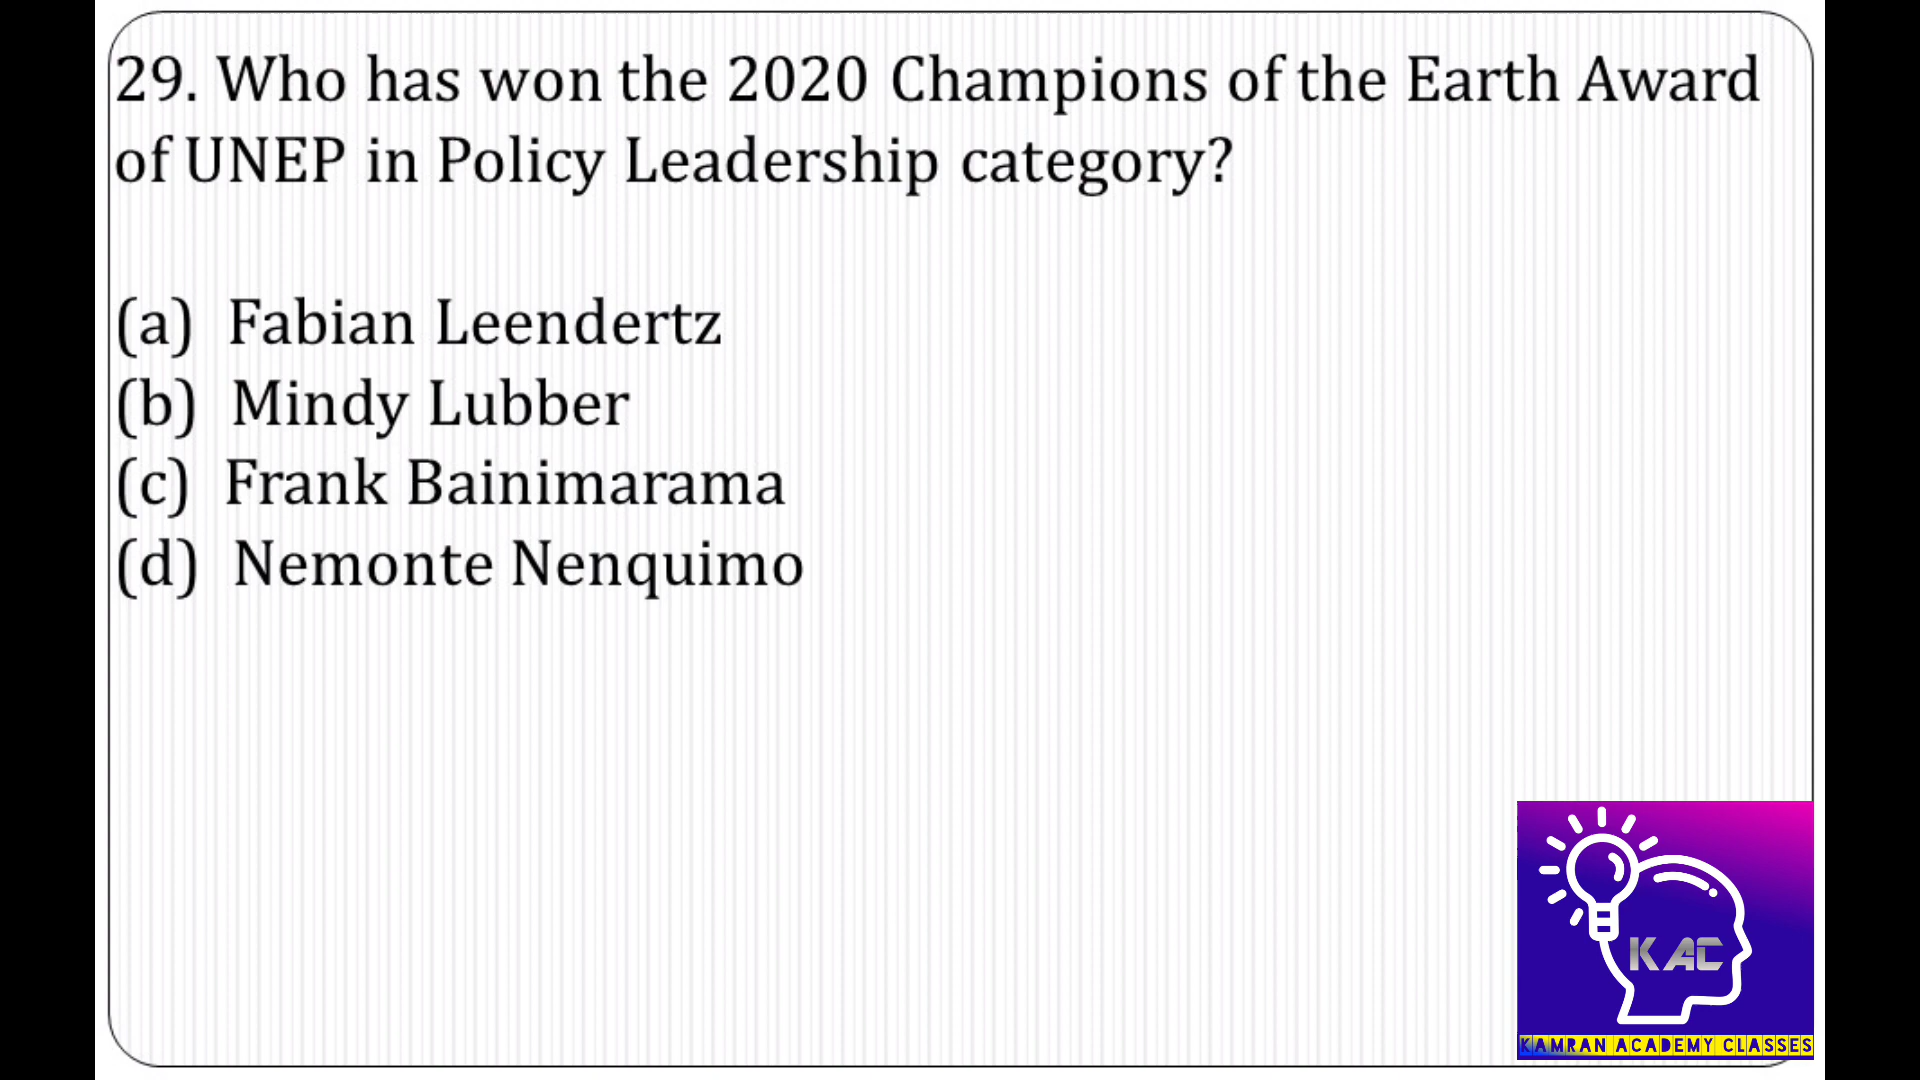 29. Who has won the 2020 Champions of the Earth Award
of UNEP in Policy Leadership category?
(a) Fabian Leendertz
(b) Mindy Lubber
(c) Frank Bainimarama
(d) Nemonte Nenquimo
KAC
KAMRAN ACADEMY CLASSES